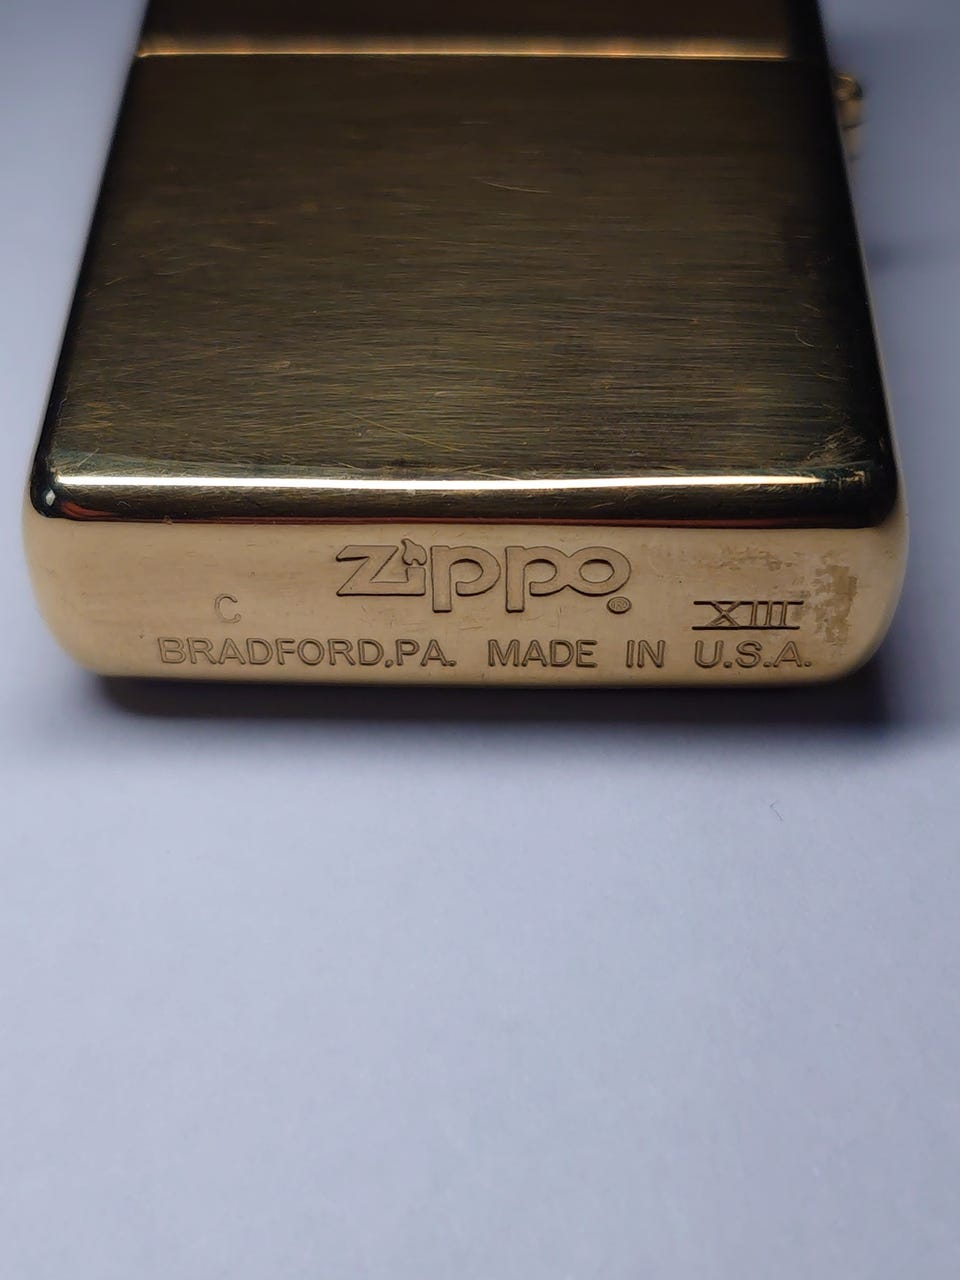 Zippo®
C XIII
BRADFORD,PA. MADE IN U.S.A.